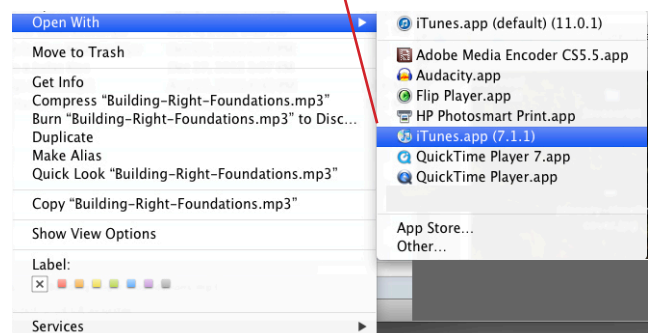 Open With
Move to Trash
Get Info
Compress “Building-Right-Foundations.mp3”
Burn “Building-Right-Foundations.mp3” to Disc...
Duplicate
Make Alias
Quick Look “Building-Right-Foundations.mp3”
Copy “Building-Right-Foundations.mp3”
Show View Options
Label:
Services
iTunes.app (default) (11.0.1)
Adobe Media Encoder CS5.5.app
Audacity.app
Flip Player.app
HP Photosmart Print.app
iTunes.app (7.1.1)
QuickTime Player 7.app
QuickTime Player.app
App Store...
Other...